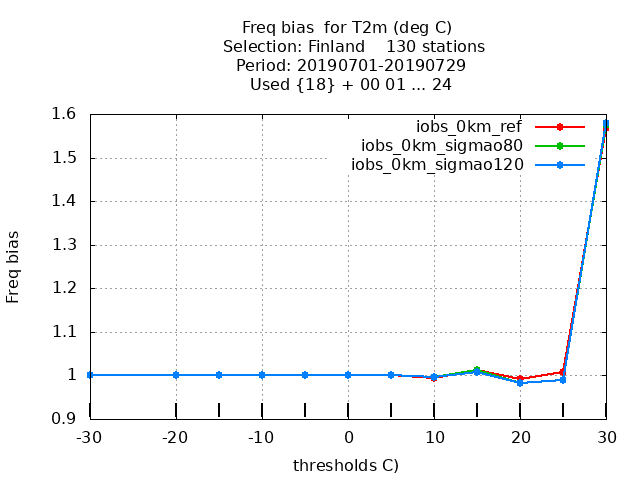 Freq bias for T2m (deg C)
Selection: Finland 130 stations
Period: 20190701-20190729
Used {18} + 00 01 ... 24
iobs_0km_ref
iobs_0km_sigmao80
iobs_0km_sigmao120
Freq bias
1.6
1.5
1.4
1.3
1.2
1.1
1
0.9
-30 -20 -10 0 10 20 30
thresholds C)